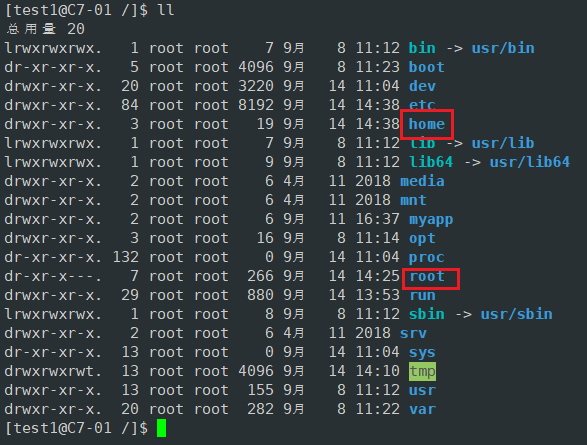 [test1@C7-01 /]$ ll
总用量 20
lrwxrwxrwx.   1 root root    7 9月   8 11:12 bin -> usr/bin
dr-xr-xr-x.   5 root root 4096 9月   8 11:23 boot
drwxr-xr-x.  20 root root 3220 9月  14 11:04 dev
drwxr-xr-x.  84 root root 8192 9月  14 14:38 etc
drwxr-xr-x.   3 root root   19 9月  14 14:38 home
lrwxrwxrwx.   1 root root    7 9月   8 11:12 lib -> usr/lib
lrwxrwxrwx.   1 root root    9 9月   8 11:12 lib64 -> usr/lib64
drwxr-xr-x.   2 root root    6 4月  11 2018 media
drwxr-xr-x.   2 root root    6 4月  11 2018 mnt
drwxr-xr-x.   2 root root    6 9月  11 16:37 myapp
drwxr-xr-x.   3 root root   16 9月   8 11:14 opt
dr-xr-xr-x. 132 root root    0 9月  14 11:04 proc
dr-xr-x---.   7 root root  266 9月  14 14:25 root
drwxr-xr-x.  29 root root  880 9月  14 13:53 run
lrwxrwxrwx.   1 root root    8 9月   8 11:12 sbin -> usr/sbin
drwxr-xr-x.   2 root root    6 4月  11 2018 srv
dr-xr-xr-x.  13 root root    0 9月  14 11:04 sys
drwxrwxrwt.  13 root root 4096 9月  14 14:10 tmp
drwxr-xr-x.  13 root root  155 9月   8 11:12 usr
drwxr-xr-x.  20 root root  282 9月   8 11:22 var
[test1@C7-01 /]$